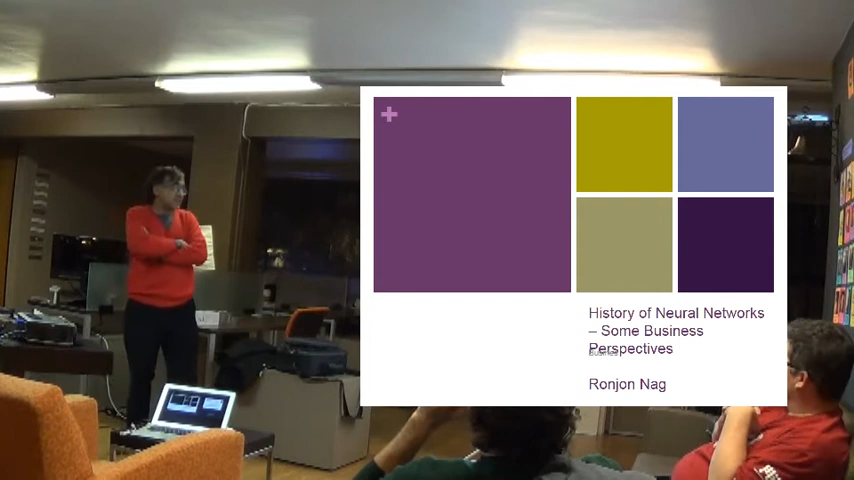 History of Neural Networks
– Some Business
Perspectives
Ronjon Nag